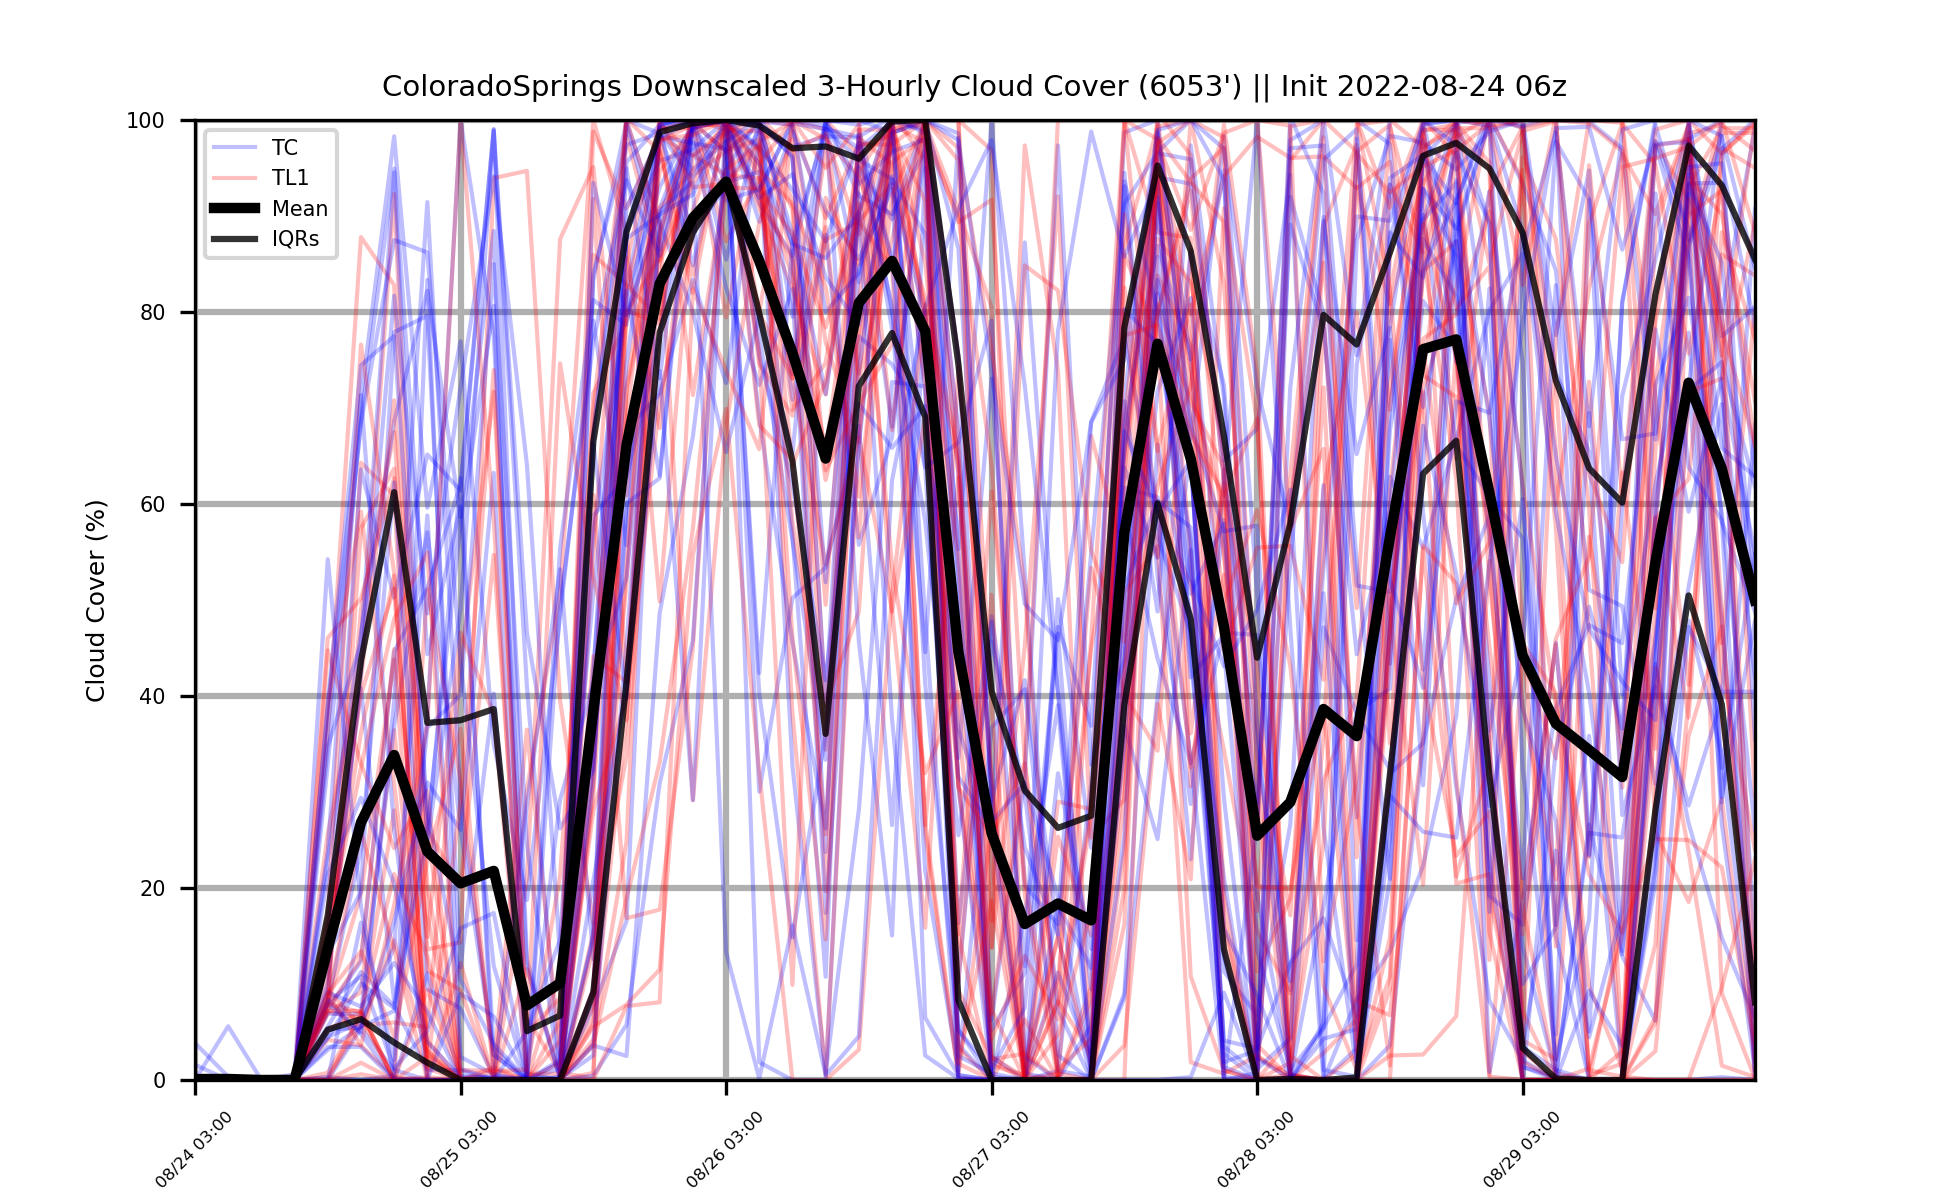 ColoradoSprings Downscaled 3-Hourly Cloud Cover (6053') || Init 2022-08-24 06z
TC
TL1
Mean
IQRs
Cloud Cover (%)
100
80
60
40
20
0
08/24 03:00
08/25 03:00
08/26 03:00
08/27 03:00
08/28 03:00
08/29 03:00